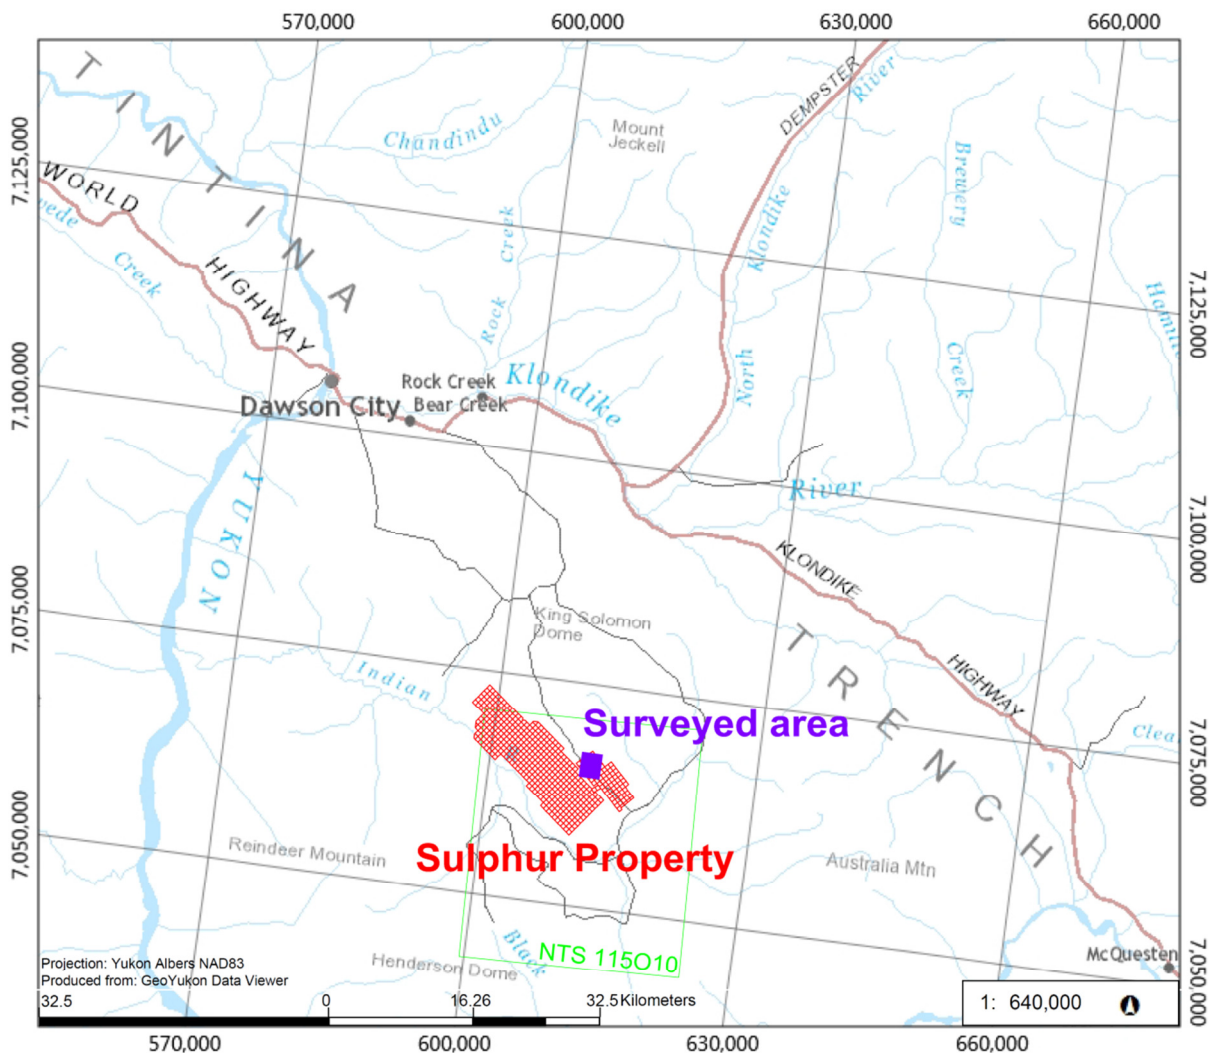 570,000
600,000
630,000
660,000
TINTINA
DEMPSTER
River
Chandindu
Mount
Jeckell
Brewery
7,125,000
WORLD
Creek
Klondike
Creek
HIGHWAY
7,125,000
Rock
North
Creek
7,100,000
Rock Creek
Klondike
Dawson City
Bear Creek
YUKON
River
7,100,000
KLONDIKE
7,075,000
King Solomon
Dome
TRENCH
HIGHWAY
Indian
Surveyed area
7,075,000
7,050,000
Reindeer Mountain
Sulphur Property
Australia Mtn
Black
NTS 115O10
McQuesten
7,050,000
Henderson Dome
Projection: Yukon Albers NAD83
Produced from: GeoYukon Data Viewer
32.5 0 16.26 32.5 Kilometers
1: 640,000
570,000
600,000
630,000
660,000